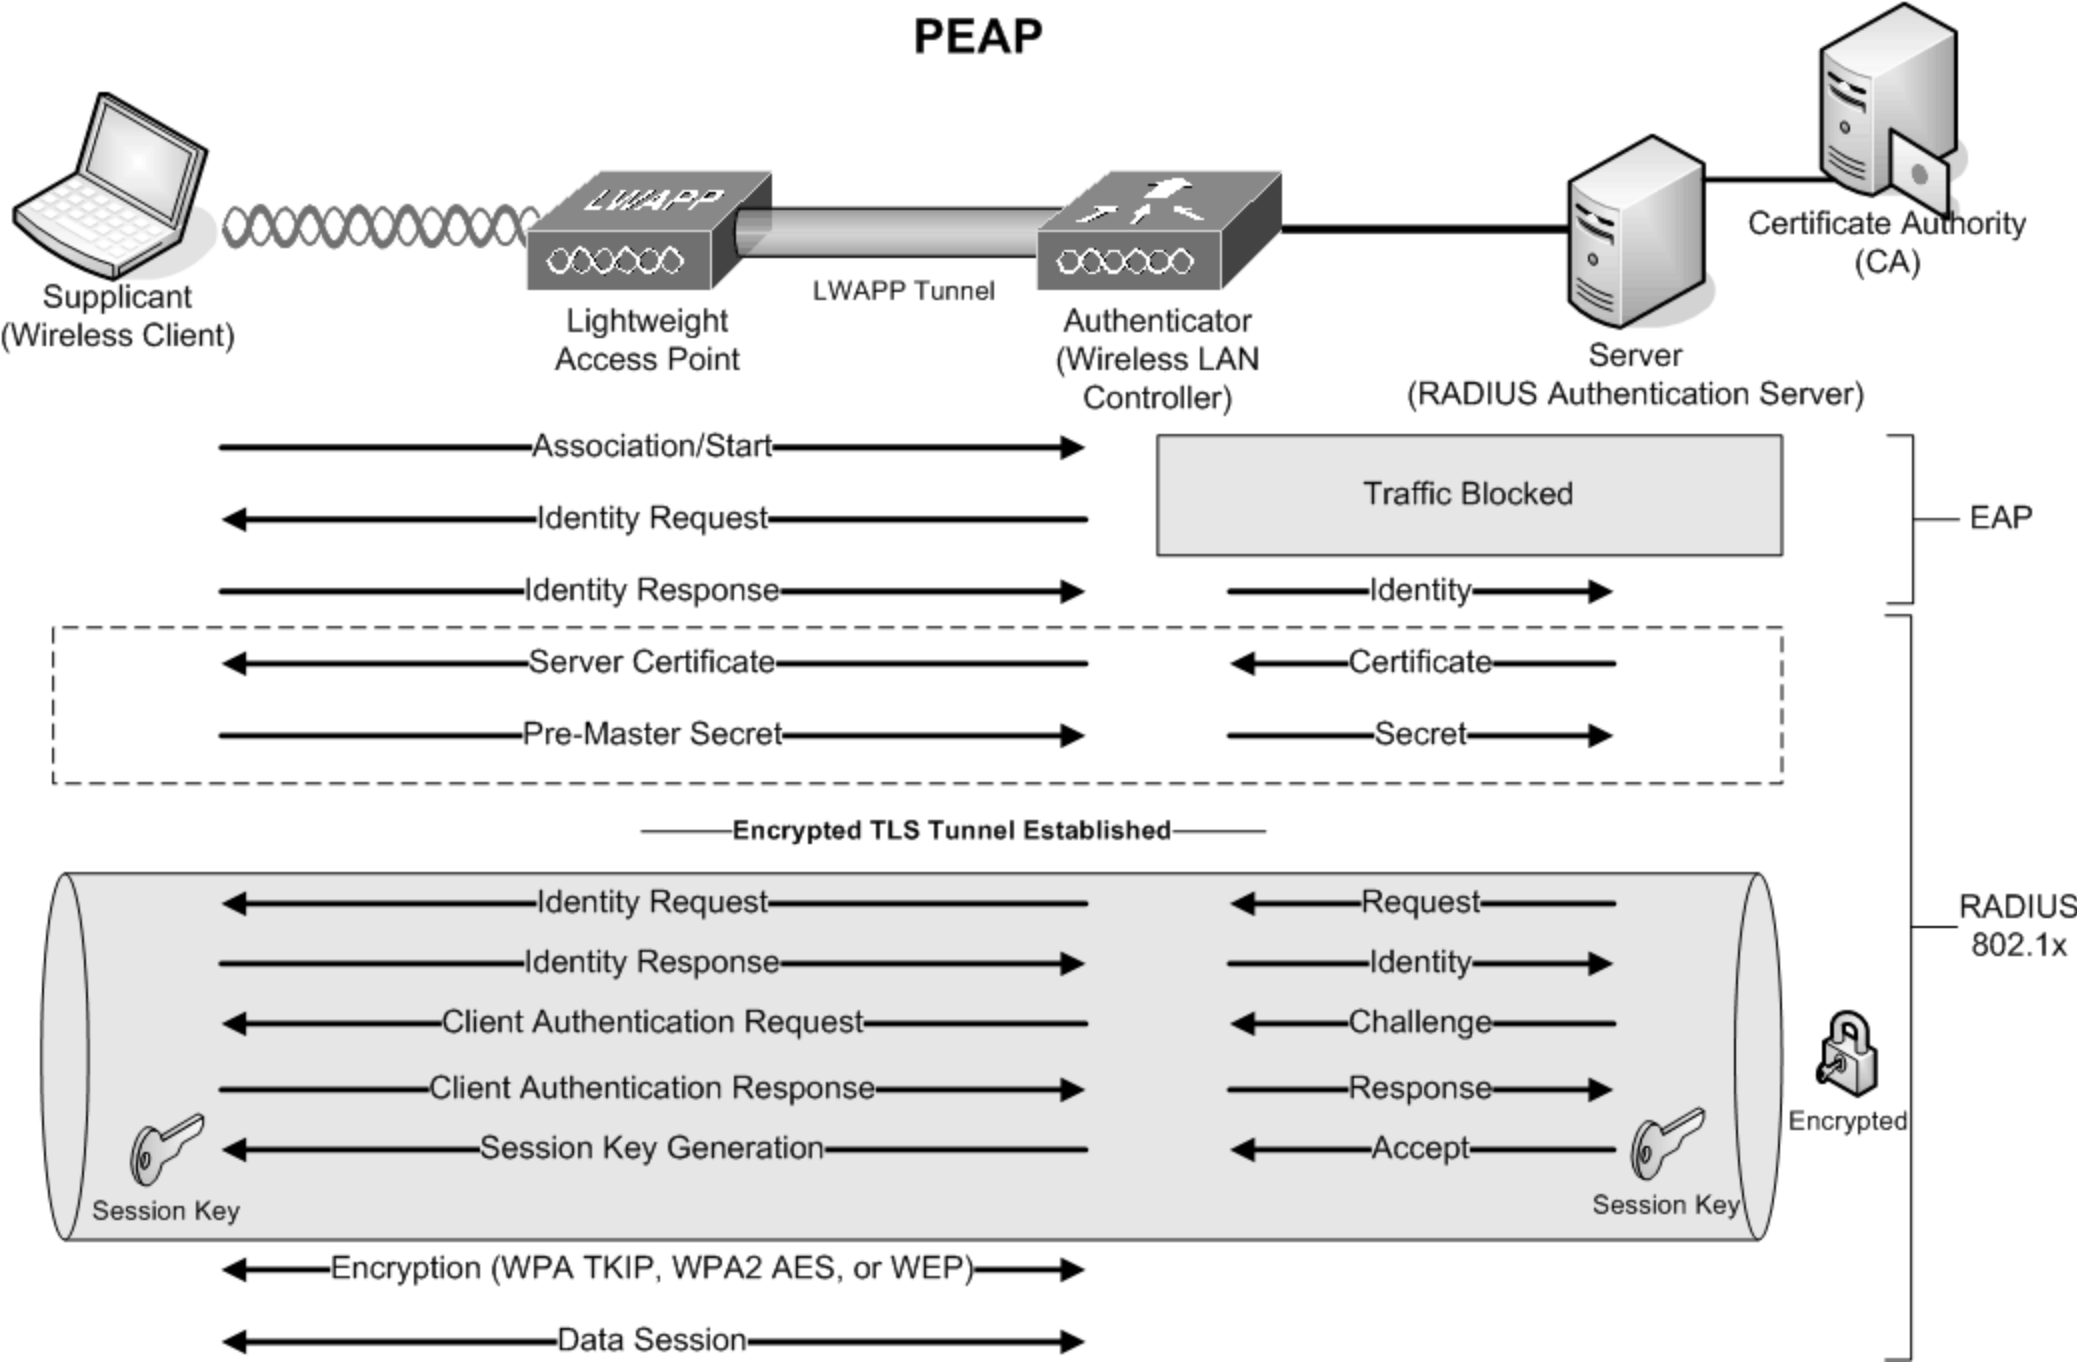 PEAP
LWAPP
Supplicant
(Wireless Client)
Lightweight
Access Point
LWAPP Tunnel
Authenticator
(Wireless LAN
Controller)
Server
(RADIUS Authentication Server)
Certificate Authority
(CA)
Association/Start
Traffic Blocked
Identity Request
EAP
Identity Response
Identity
Server Certificate
Certificate
Pre-Master Secret
Secret
Encrypted TLS Tunnel Established
Identity Request
Request
RADIUS
802.1x
Identity Response
Identity
Client Authentication Request
Challenge
Client Authentication Response
Response
Encrypted
Session Key Generation
Accept
Session Key
Session Key
Encryption (WPA TKIP, WPA2 AES, or WEP)
Data Session